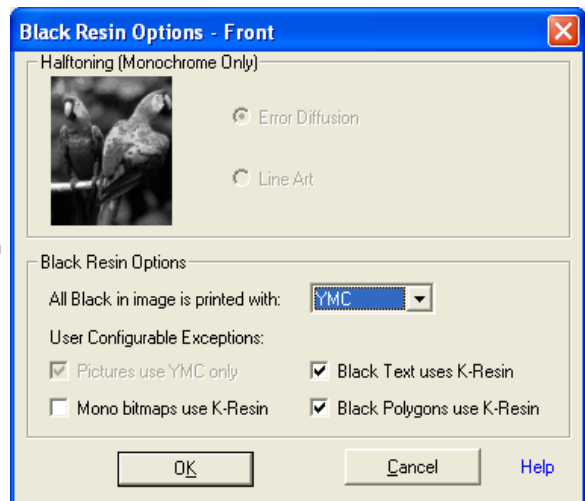 Black Resin Options - Front
Halftoning (Monochrome Only)
Error Diffusion
Line Art
Black Resin Options
All Black in image is printed with: YMC
User Configurable Exceptions:
Pictures use YMC only Black Text uses K-Resin
Mono bitmaps use K-Resin Black Polygons use K-Resin
OK Cancel Help